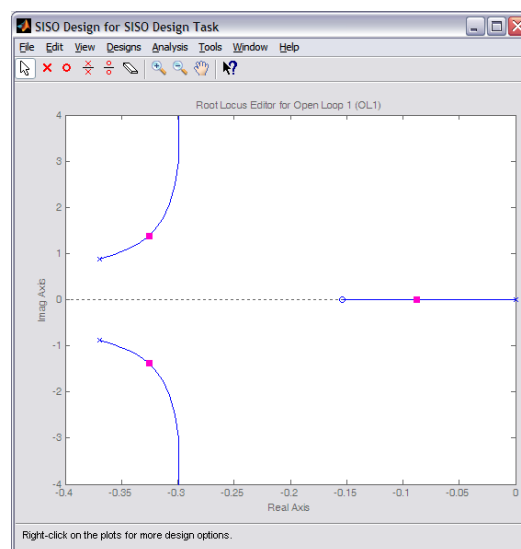 SISO Design for SISO Design Task
File Edit View Designs Analysis Tools Window Help
Root Locus Editor for Open Loop 1 (OL1)
4
3
2
1
0
-1
-2
-3
-4
Imag Axis
-0.4 -0.35 -0.3 -0.25 -0.2 -0.15 -0.1 -0.05 0
Real Axis
Right-click on the plots for more design options.